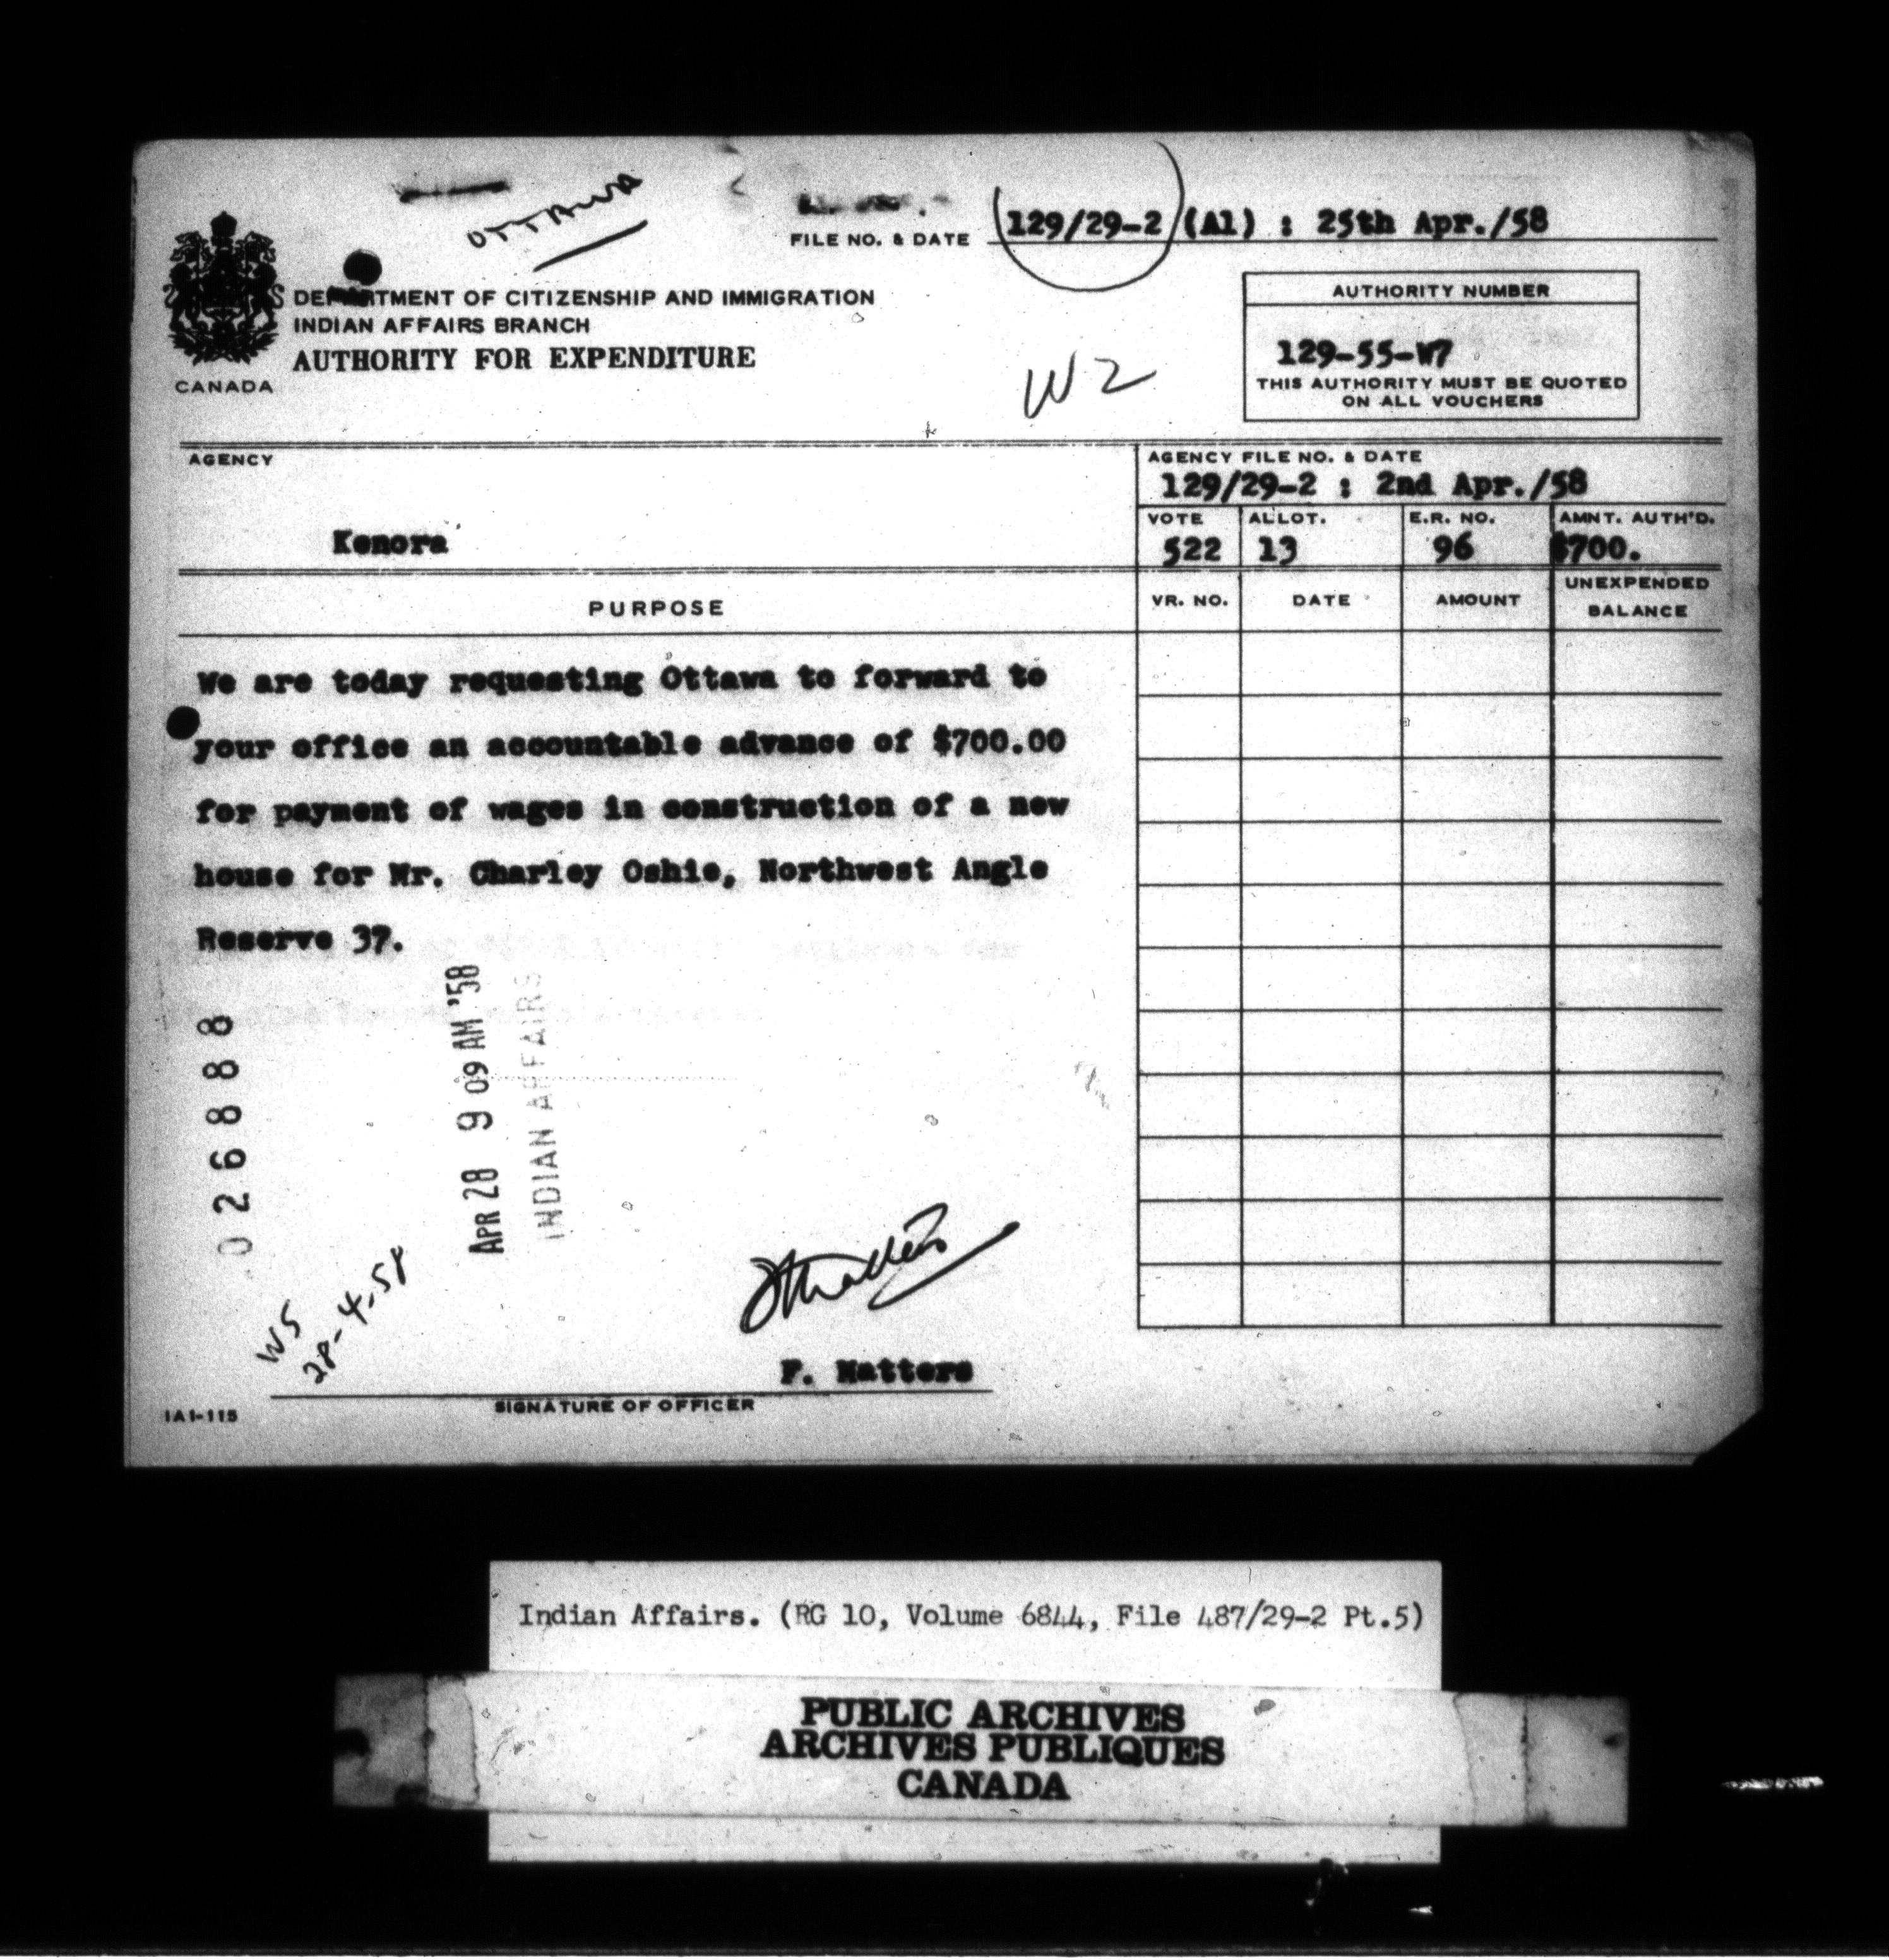 OTTAWA
FILE NO. & DATE 129/29-2 (A1) : 25th Apr./58
DEPARTMENT OF CITIZENSHIP AND IMMIGRATION
INDIAN AFFAIRS BRANCH
AUTHORITY FOR EXPENDITURE
CANADA
W2
AUTHORITY NUMBER
129-55-W7
THIS AUTHORITY MUST BE QUOTED
ON ALL VOUCHERS
AGENCY
Kenora
AGENCY FILE NO. & DATE
129/29-2 : 2nd Apr./58
VOTE ALLOT. E.R. NO. AMNT. AUTH'D.
522 13 96 $700.
PURPOSE
VR. NO. DATE AMOUNT UNEXPENDED
BALANCE
We are today requesting Ottawa to forward to
your office an accountable advance of $700.00
for payment of wages in construction of a new
house for Mr. Charley Oshie, Northwest Angle
Reserve 37.
026888
APR 28 9 09 AM '58
INDIAN AFFAIRS
W5
28-4-58
F. Matters
SIGNATURE OF OFFICER
IA1-115
Indian Affairs. (RG 10, Volume 6844, File 487/29-2 Pt.5)
PUBLIC ARCHIVES
ARCHIVES PUBLIQUES
CANADA